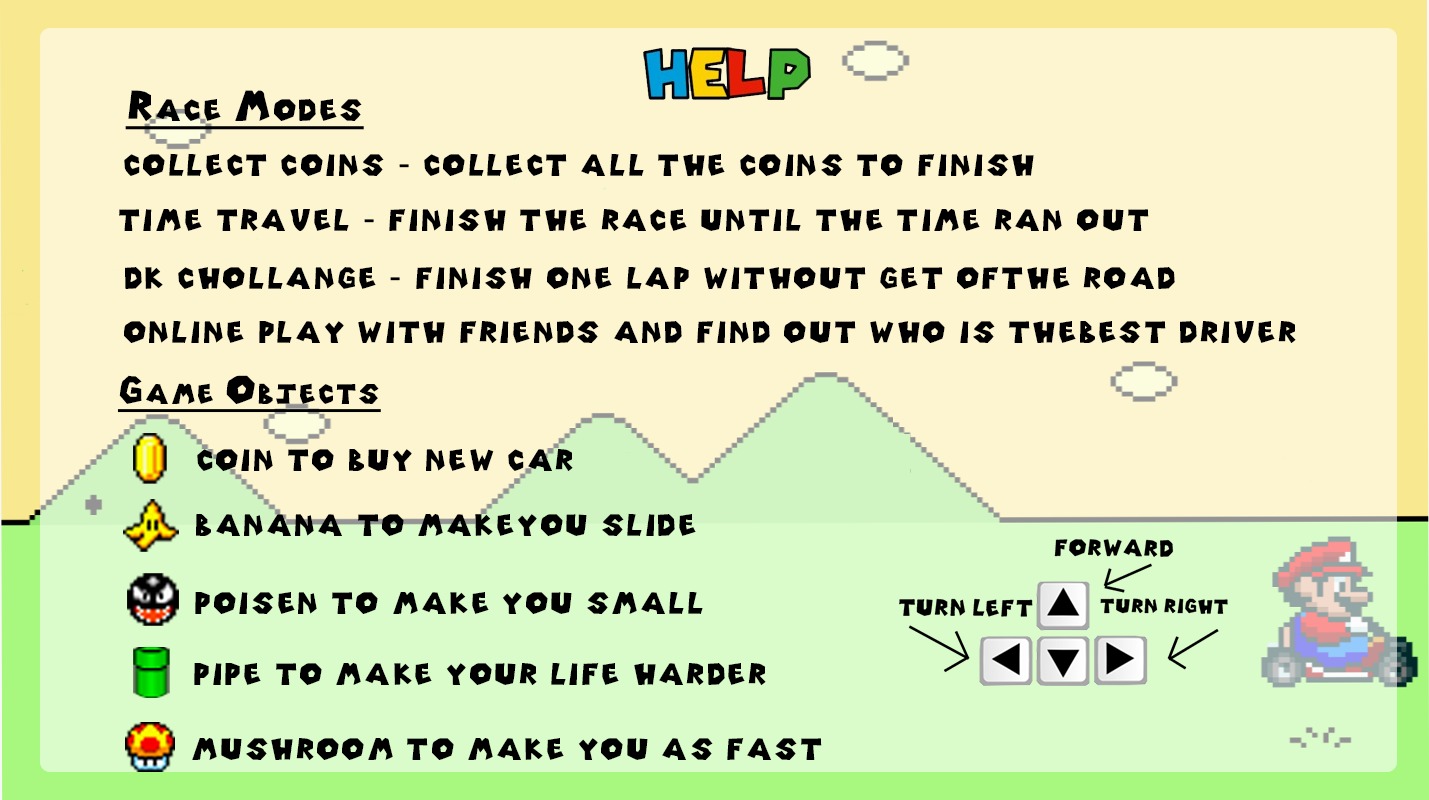 HELP
Race Modes
COLLECT COINS - COLLECT ALL THE COINS TO FINISH
TIME TRAVEL - FINISH THE RACE UNTIL THE TIME RAN OUT
DK CHOLLANGE - FINISH ONE LAP WITHOUT GET OFTHE ROAD
ONLINE PLAY WITH FRIENDS AND FIND OUT WHO IS THEBEST DRIVER
Game Objects
COIN TO BUY NEW CAR
BANANA TO MAKEYOU SLIDE
POISEN TO MAKE YOU SMALL
PIPE TO MAKE YOUR LIFE HARDER
MUSHROOM TO MAKE YOU AS FAST
FORWARD
TURN LEFT
TURN RIGHT